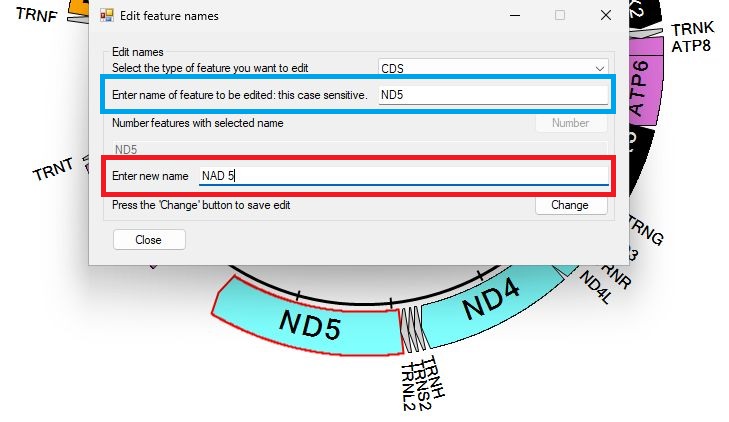 TRNF
Edit feature names
K2
TRNK
ATP8
ATP6
Edit names
Select the type of feature you want to edit
CDS
Enter name of feature to be edited: this case sensitive.
ND5
Number features with selected name
Number
ND5
TRNT
Enter new name
NAD 5
Press the 'Change' button to save edit
Change
Close
TRNG
TRNR
ND4L
ND4
ND5
TRNH
TRNS2
TRNL2